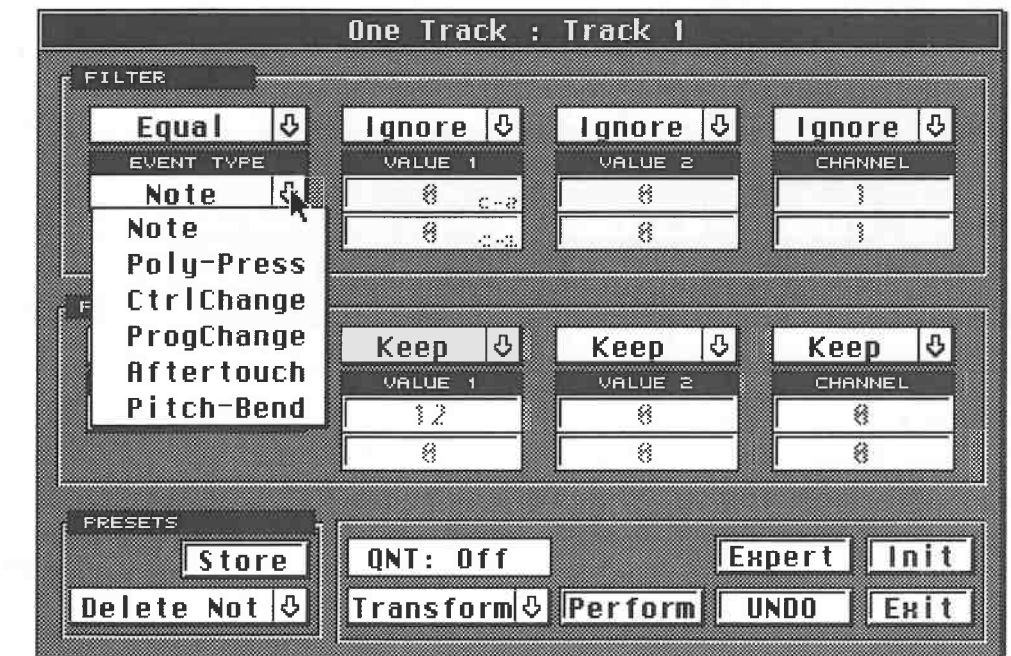 One Track : Track 1
FILTER
Equal Ignore Ignore Ignore
EVENT TYPE VALUE 1 VALUE 2 CHANNEL
Note 0 c-2 0 1
0 c-2 0 1
Note
Poly-Press
CtrlChange
ProgChange
Aftertouch
Pitch-Bend
Keep Keep Keep
VALUE 1 VALUE 2 CHANNEL
12 0 0
0 0 0
PRESETS
Store QNT: Off Expert Init
Delete Not Transform Perform UNDO Exit